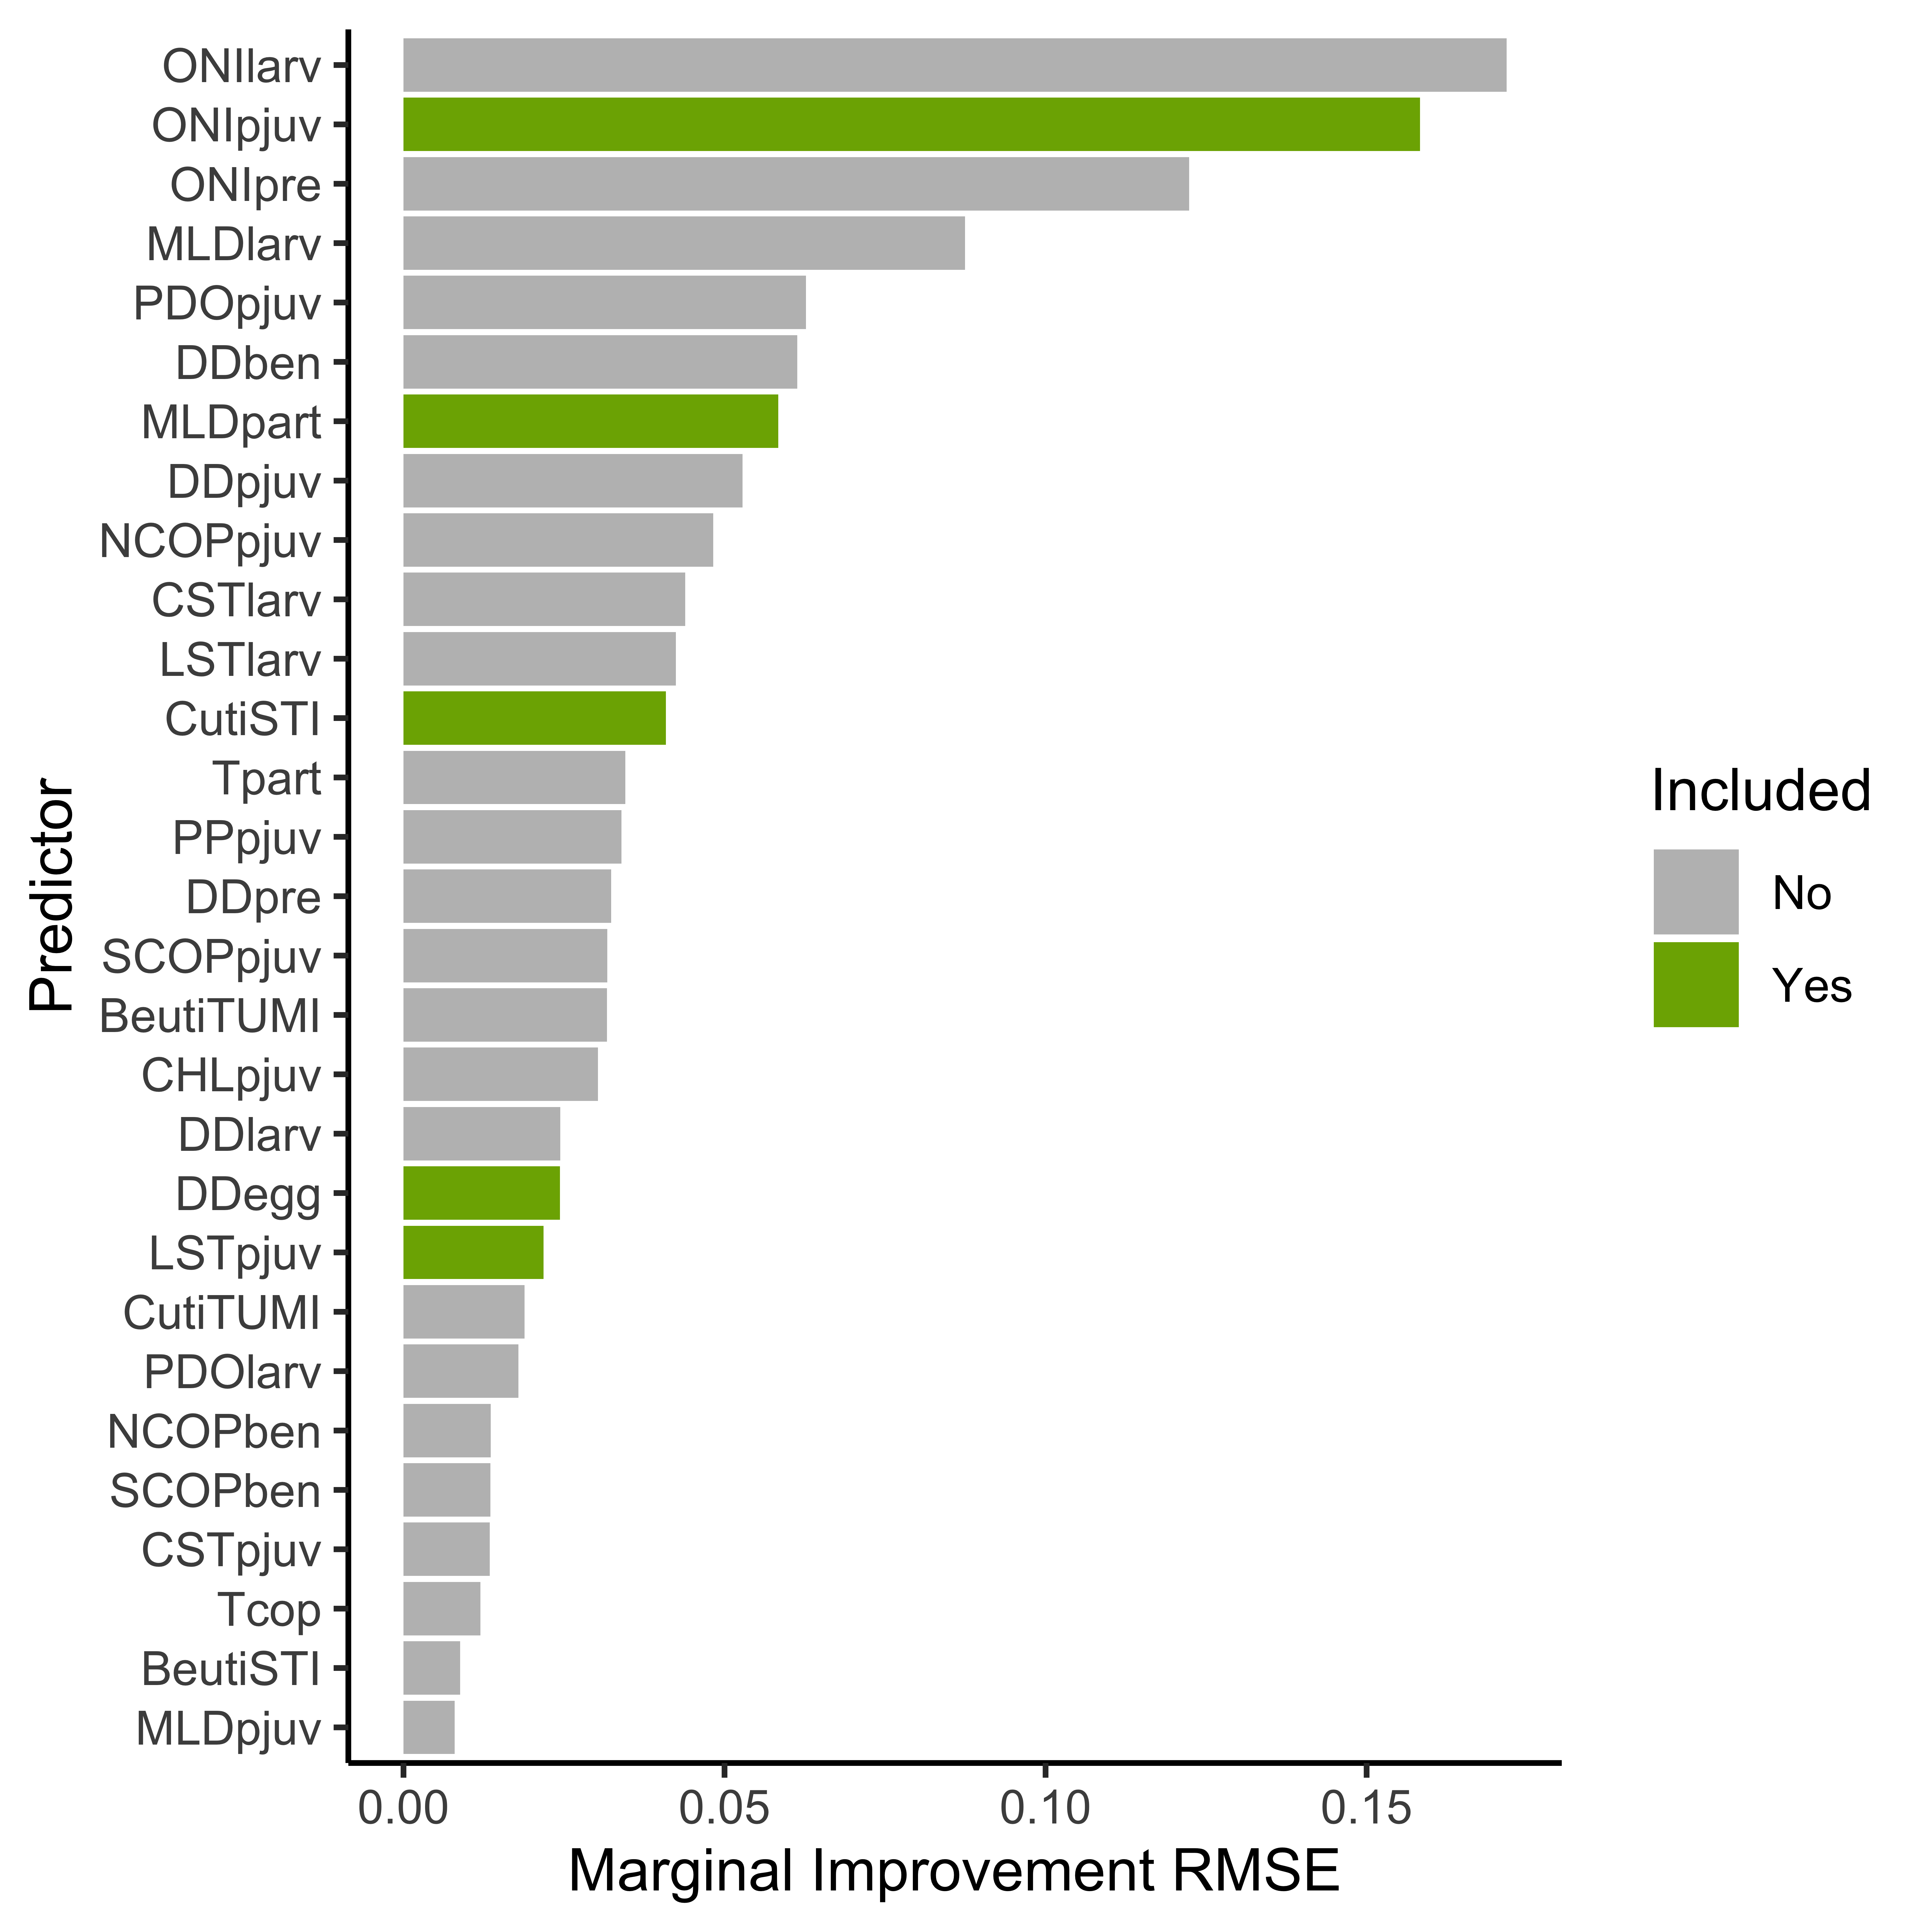 ONIlarv
ONIpjuv
ONIpre
MLDlarv
PDOpjuv
DDben
MLDpart
DDpjuv
NCOPpjuv
CSTlarv
LSTlarv
CutiSTI
Tpart
PPpjuv
DDpre
SCOPpjuv
BeutiTUMI
CHLpjuv
DDlarv
DDegg
LSTpjuv
CutiTUMI
PDOlarv
NCOPben
SCOPben
CSTpjuv
Tcop
BeutiSTI
MLDpjuv
Predictor
0.00 0.05 0.10 0.15
Marginal Improvement RMSE
Included
No
Yes